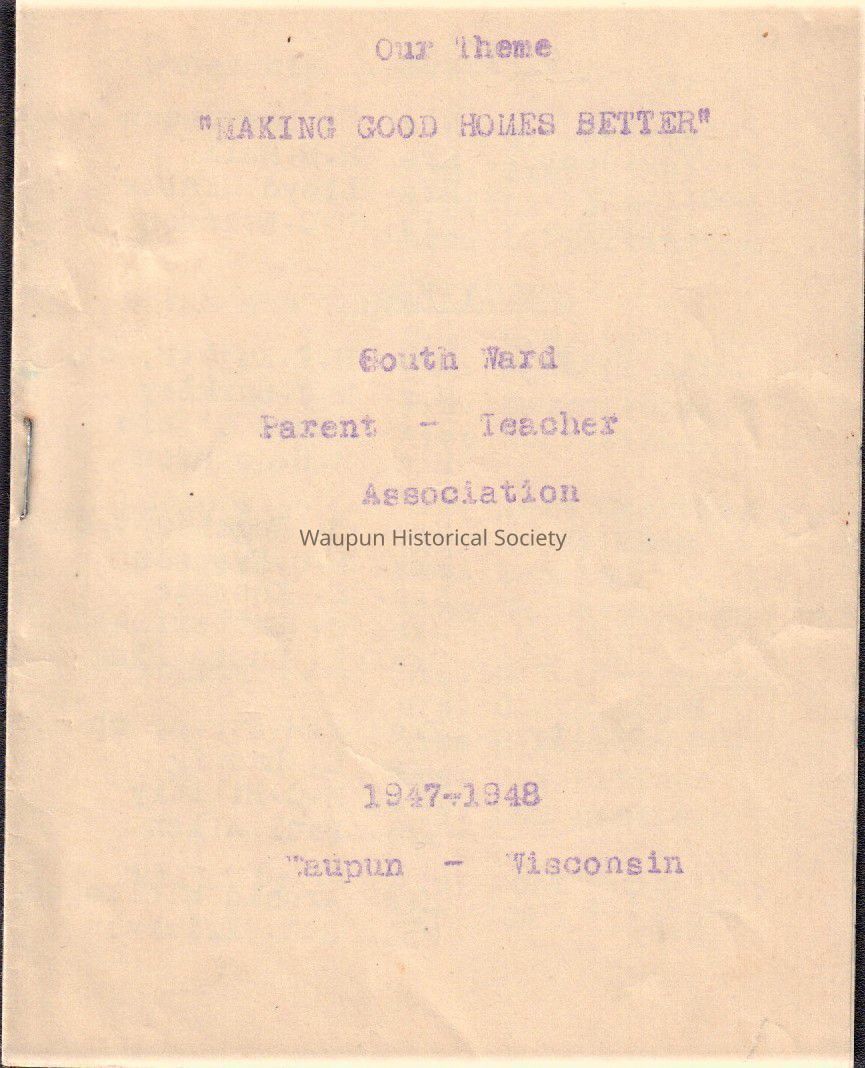 Our Theme
"MAKING GOOD HOMES BETTER"
South Ward
Parent - Teacher
Association
Waupun Historical Society
1947-1948
Waupun - Wisconsin